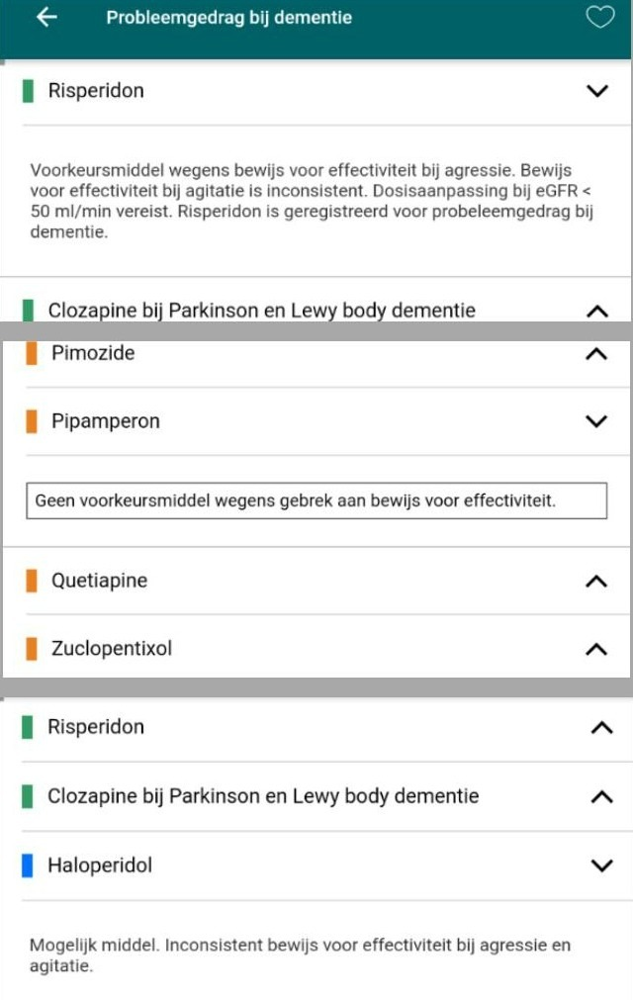 Probleemgedrag bij dementie
Risperidon
Voorkeursmiddel wegens bewijs voor effectiviteit bij agressie. Bewijs
voor effectiviteit bij agitatie is inconsistent. Dosisaanpassing bij eGFR <
50 ml/min vereist. Risperidon is geregistreerd voor probeleemgedrag bij
dementie.
Clozapine bij Parkinson en Lewy body dementie
Pimozide
Pipamperon
Geen voorkeursmiddel wegens gebrek aan bewijs voor effectiviteit.
Quetiapine
Zuclopentixol
Risperidon
Clozapine bij Parkinson en Lewy body dementie
Haloperidol
Mogelijk middel. Inconsistent bewijs voor effectiviteit bij agressie en
agitatie.